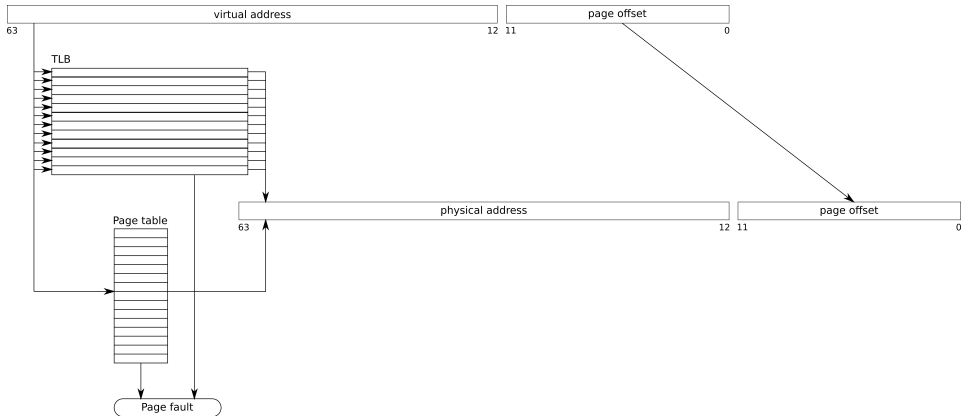 virtual address
page offset
63
12
11
0
TLB
physical address
page offset
Page table
63
12
11
0
Page fault